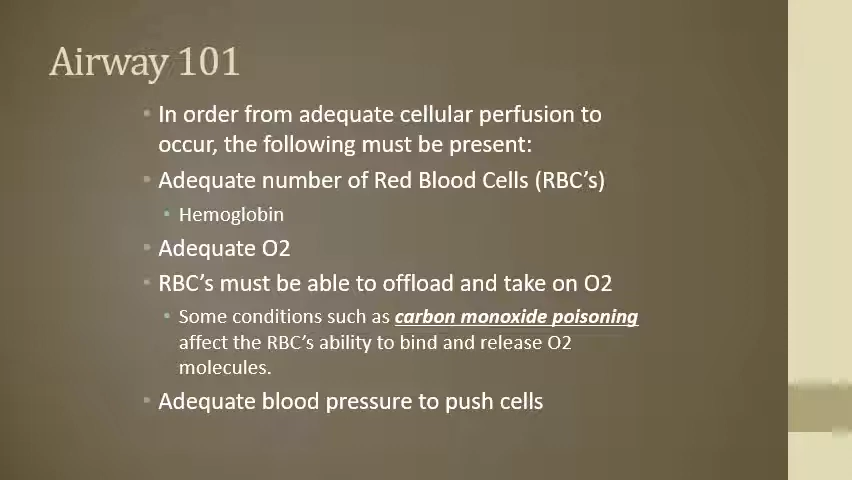 Airway 101
• In order from adequate cellular perfusion to
occur, the following must be present:
• Adequate number of Red Blood Cells (RBC's)
• Hemoglobin
• Adequate O2
• RBC's must be able to offload and take on O2
• Some conditions such as carbon monoxide poisoning
affect the RBC's ability to bind and release O2
molecules.
• Adequate blood pressure to push cells